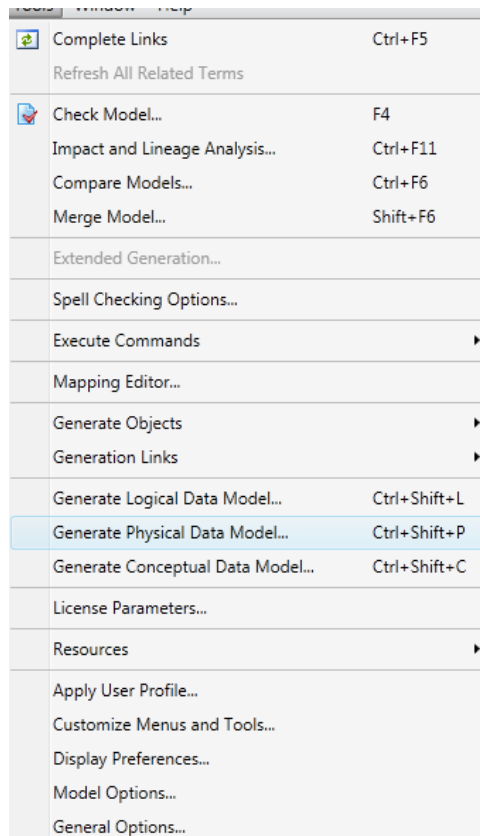 Tools Window Help
Complete Links Ctrl+F5
Refresh All Related Terms
Check Model... F4
Impact and Lineage Analysis... Ctrl+F11
Compare Models... Ctrl+F6
Merge Model... Shift+F6
Extended Generation...
Spell Checking Options...
Execute Commands
Mapping Editor...
Generate Objects
Generation Links
Generate Logical Data Model... Ctrl+Shift+L
Generate Physical Data Model... Ctrl+Shift+P
Generate Conceptual Data Model... Ctrl+Shift+C
License Parameters...
Resources
Apply User Profile...
Customize Menus and Tools...
Display Preferences...
Model Options...
General Options...